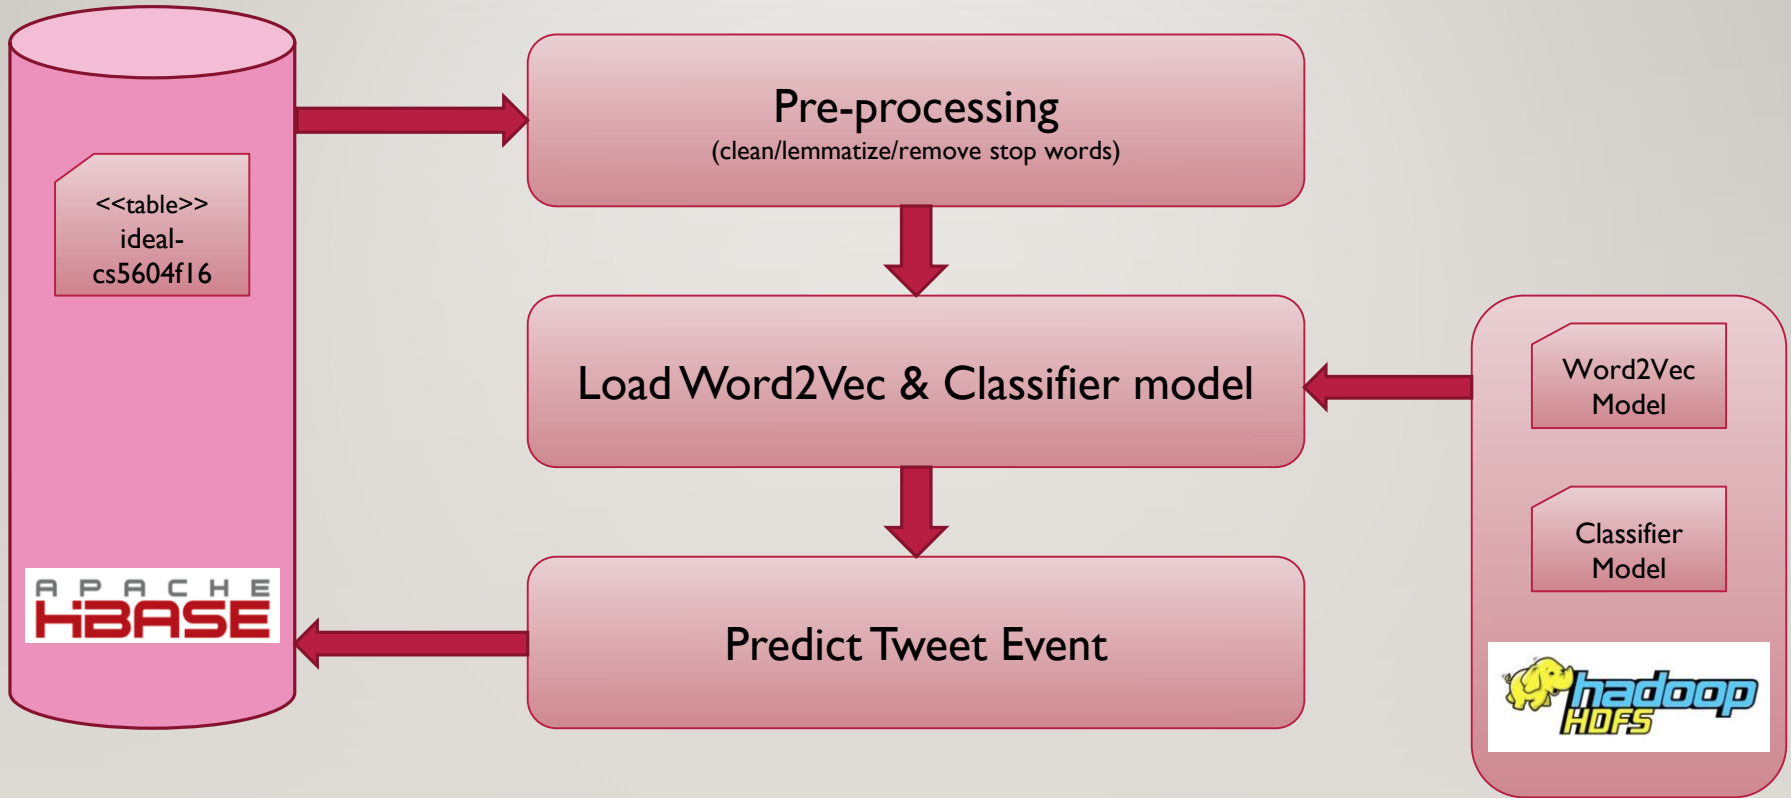 Pre-processing
(clean/lemmatize/remove stop words)
<<table>>
ideal-
cs5604f16
Load Word2Vec & Classifier model
Word2Vec
Model
Classifier
Model
APACHE
HBASE
Predict Tweet Event
hadoop
HDFS